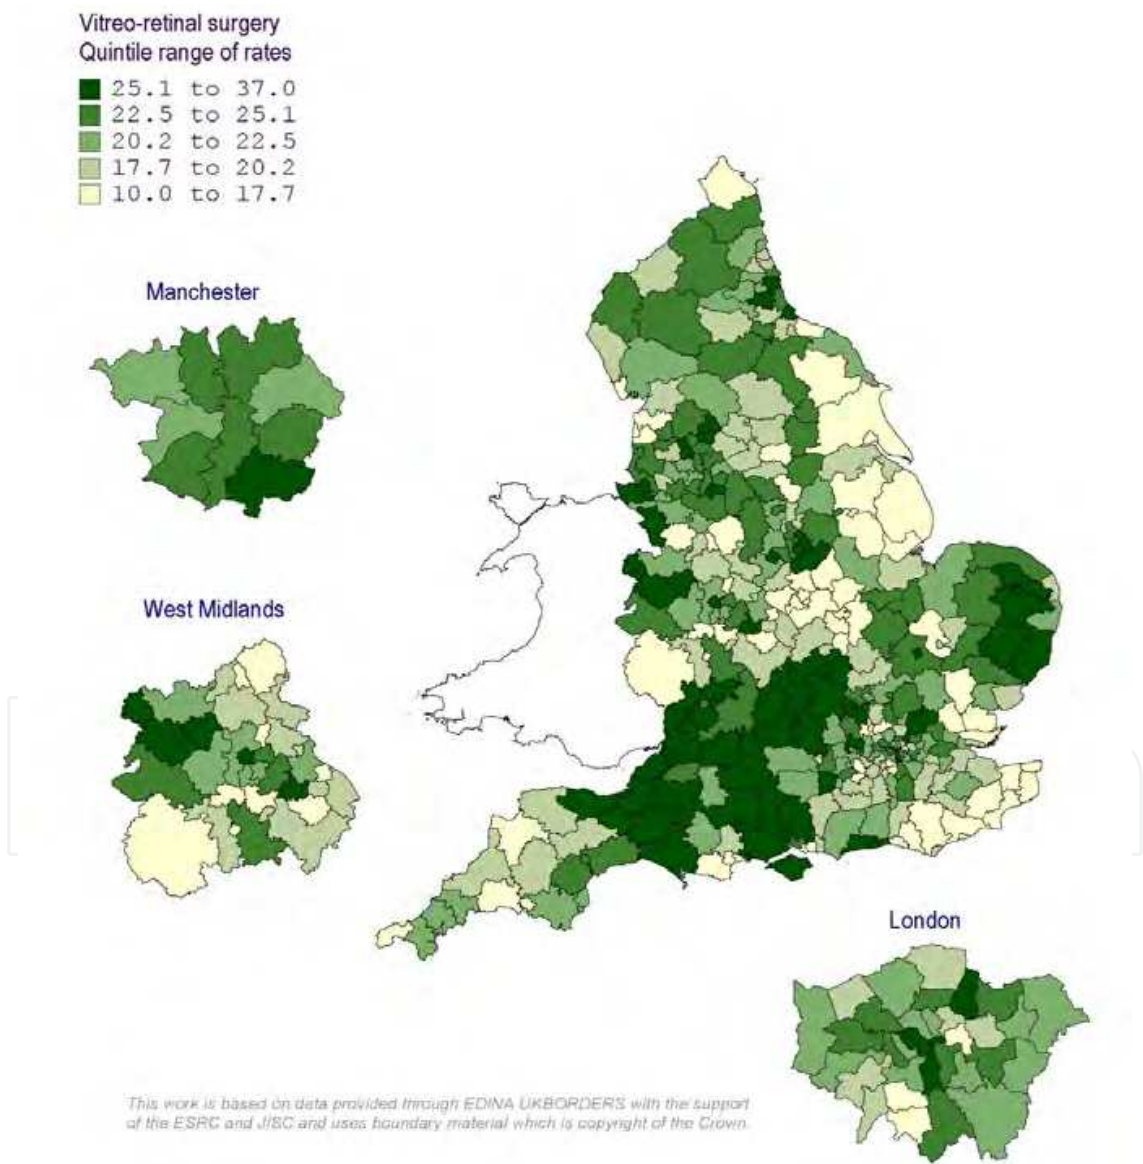 Vitreo-retinal surgery
Quintile range of rates
25.1 to 37.0
22.5 to 25.1
20.2 to 22.5
17.7 to 20.2
10.0 to 17.7
Manchester
West Midlands
London
This work is based on data provided through EDINA UKBORDERS with the support
of the ESRC and JISC and uses boundary material which is copyright of the Crown.